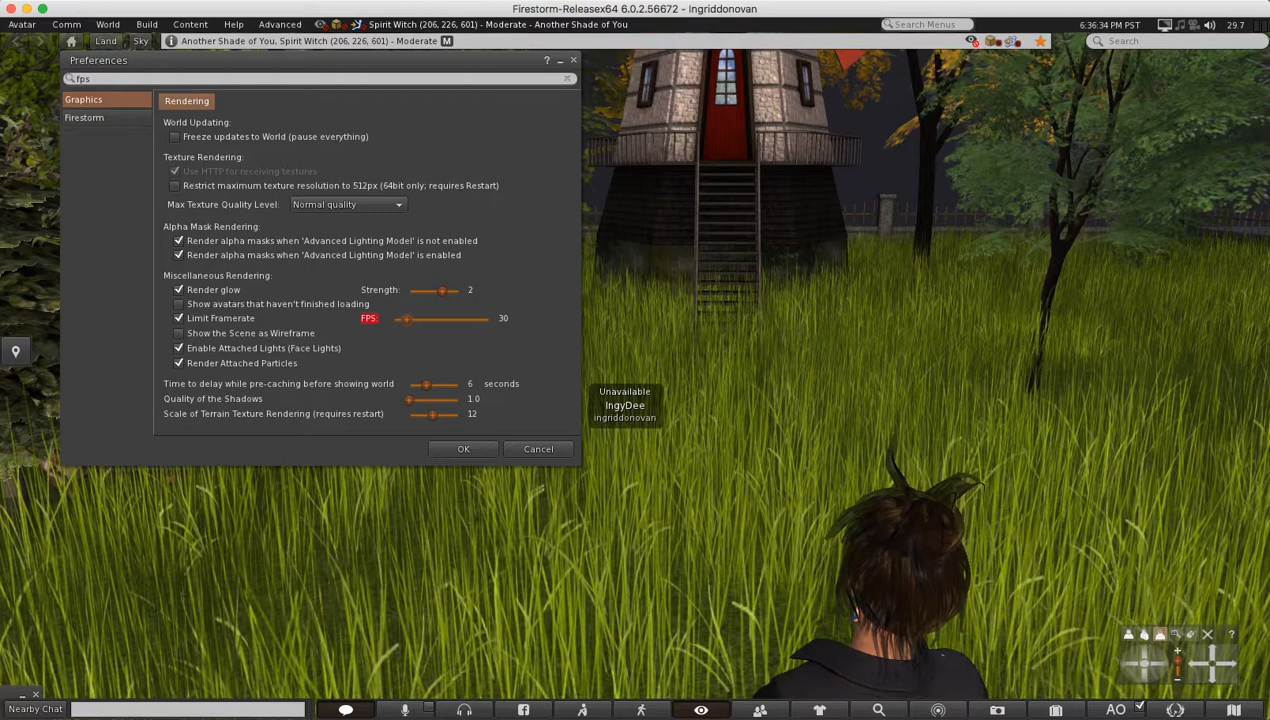 Firestorm-Releasex64 6.0.2.56672 - Ingriddonovan
Avatar Comm World Build Content Help Advanced Spirit Witch (206, 226, 601) - Moderate - Another Shade of You Search Menus 6:36:34 PM PST 29.7
Land Sky Another Shade of You, Spirit Witch (206, 226, 601) - Moderate M Search
Preferences ?
fps
Graphics
Firestorm
Rendering
World Updating:
Freeze updates to World (pause everything)
Texture Rendering:
Use HTTP for receiving textures
Restrict maximum texture resolution to 512px (64bit only; requires Restart)
Max Texture Quality Level: Normal quality
Alpha Mask Rendering:
Render alpha masks when 'Advanced Lighting Model' is not enabled
Render alpha masks when 'Advanced Lighting Model' is enabled
Miscellaneous Rendering:
Render glow Strength: 2
Show avatars that haven't finished loading
Limit Framerate FPS: 30
Show the Scene as Wireframe
Enable Attached Lights (Face Lights)
Render Attached Particles
Time to delay while pre-caching before showing world 6 seconds
Quality of the Shadows 1.0
Scale of Terrain Texture Rendering (requires restart) 12
OK Cancel
Unavailable
IngyDee
ingriddonovan
?
Nearby Chat AO